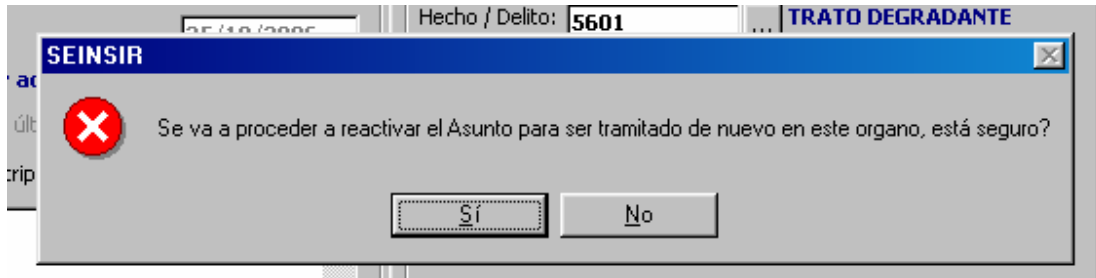 Hecho / Delito: 5601 ... TRATO DEGRADANTE
SEINSIR
Se va a proceder a reactivar el Asunto para ser tramitado de nuevo en este organo, está seguro?
Sí No